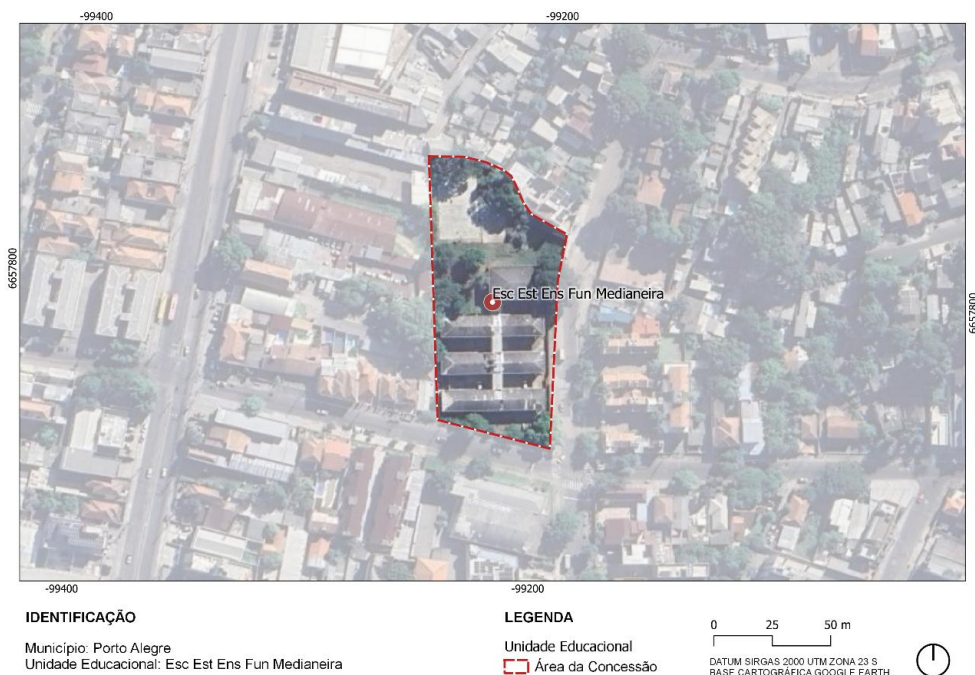 -99400
-99200
6657800
Esc Est Ens Fun Medianeira
6657800
-99400
-99200
IDENTIFICAÇÃO
Município: Porto Alegre
Unidade Educacional: Esc Est Ens Fun Medianeira
LEGENDA
Unidade Educacional
Área da Concessão
0 25 50 m
DATUM SIRGAS 2000 UTM ZONA 23 S
BASE CARTOGRÁFICA GOOGLE EARTH